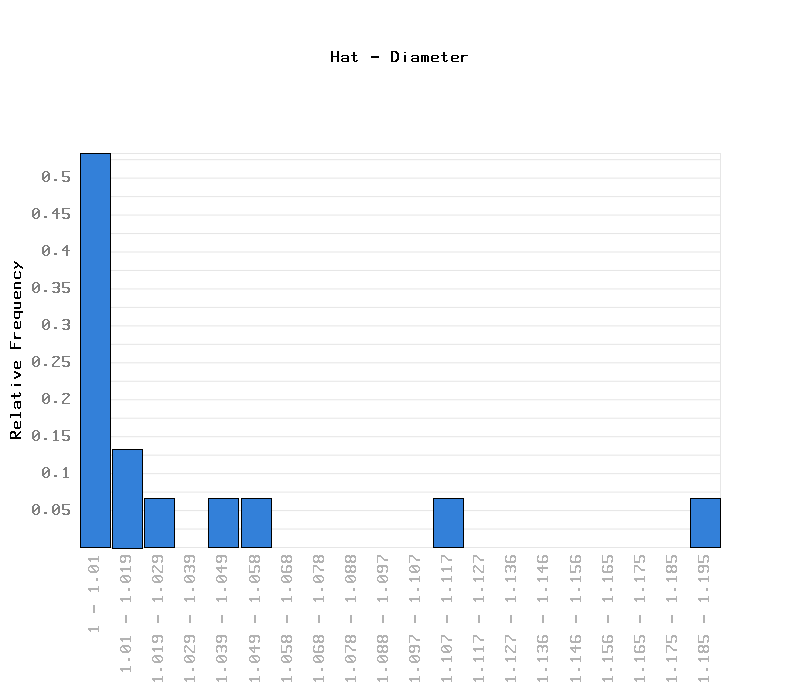 Hat - Diameter
Relative Frequency
0.5
0.45
0.4
0.35
0.3
0.25
0.2
0.15
0.1
0.05
1 - 1.01
1.01 - 1.019
1.019 - 1.029
1.029 - 1.039
1.039 - 1.049
1.049 - 1.058
1.058 - 1.068
1.068 - 1.078
1.078 - 1.088
1.088 - 1.097
1.097 - 1.107
1.107 - 1.117
1.117 - 1.127
1.127 - 1.136
1.136 - 1.146
1.146 - 1.156
1.156 - 1.165
1.165 - 1.175
1.175 - 1.185
1.185 - 1.195